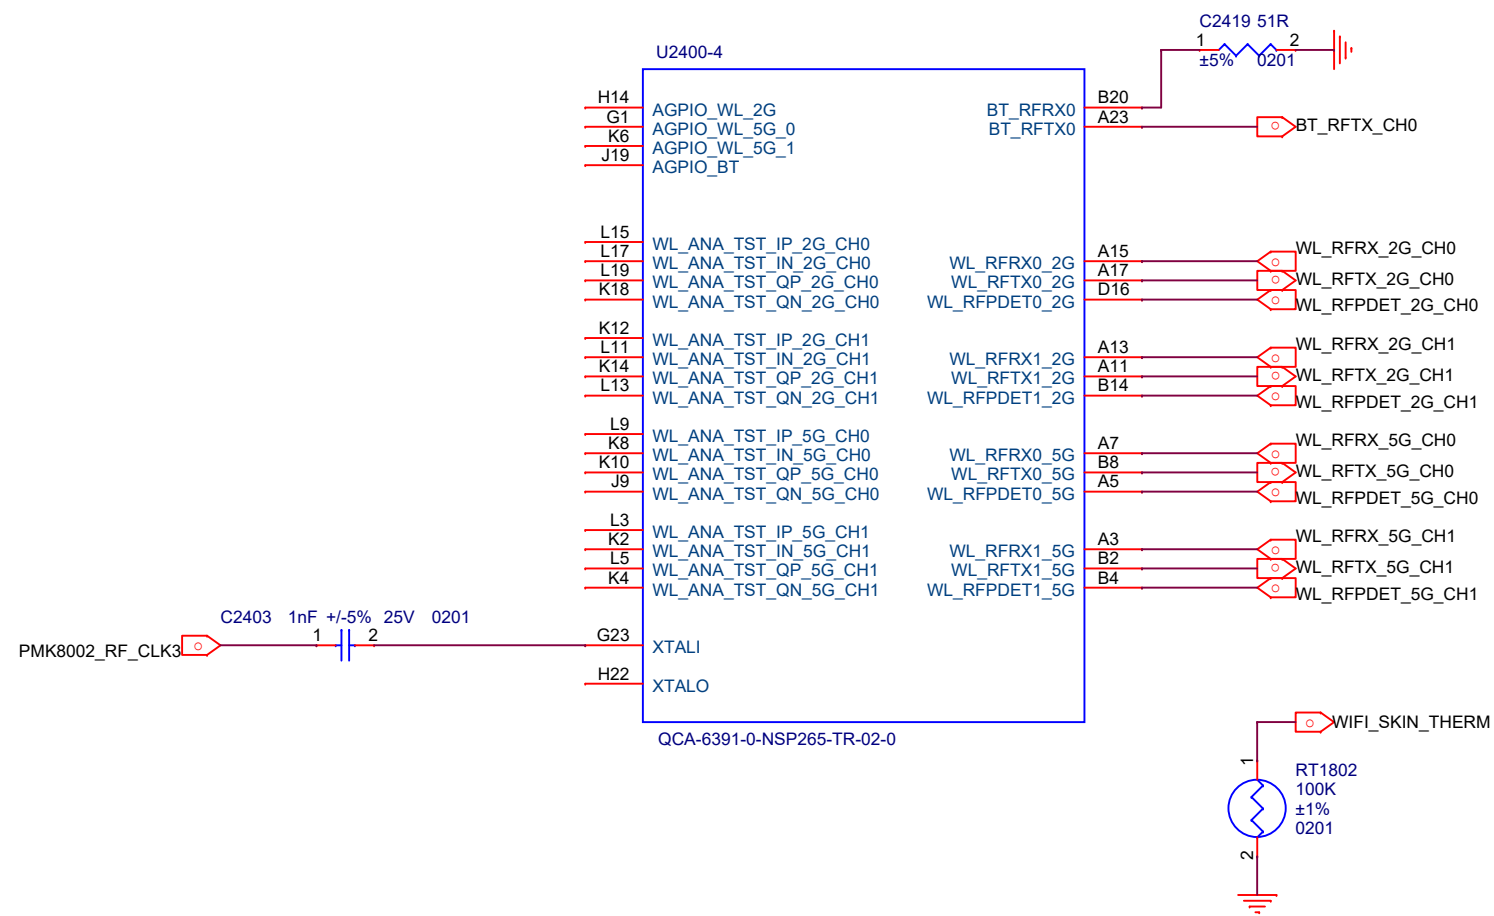 C2419 51R
1 2
±5% 0201
U2400-4
H14 AGPIO_WL_2G BT_RFRX0 B20
G1 AGPIO_WL_5G_0 BT_RFTX0 A23 BT_RFTX_CH0
K6 AGPIO_WL_5G_1
J19 AGPIO_BT
L15 WL_ANA_TST_IP_2G_CH0
L17 WL_ANA_TST_IN_2G_CH0 WL_RFRX0_2G A15 WL_RFRX_2G_CH0
L19 WL_ANA_TST_QP_2G_CH0 WL_RFTX0_2G A17 WL_RFTX_2G_CH0
K18 WL_ANA_TST_QN_2G_CH0 WL_RFPDET0_2G D16 WL_RFPDET_2G_CH0
K12 WL_ANA_TST_IP_2G_CH1
L11 WL_ANA_TST_IN_2G_CH1 WL_RFRX1_2G A13 WL_RFRX_2G_CH1
K14 WL_ANA_TST_QP_2G_CH1 WL_RFTX1_2G A11 WL_RFTX_2G_CH1
L13 WL_ANA_TST_QN_2G_CH1 WL_RFPDET1_2G B14 WL_RFPDET_2G_CH1
L9 WL_ANA_TST_IP_5G_CH0
K8 WL_ANA_TST_IN_5G_CH0 WL_RFRX0_5G A7 WL_RFRX_5G_CH0
K10 WL_ANA_TST_QP_5G_CH0 WL_RFTX0_5G B8 WL_RFTX_5G_CH0
J9 WL_ANA_TST_QN_5G_CH0 WL_RFPDET0_5G A5 WL_RFPDET_5G_CH0
L3 WL_ANA_TST_IP_5G_CH1
K2 WL_ANA_TST_IN_5G_CH1 WL_RFRX1_5G A3 WL_RFRX_5G_CH1
L5 WL_ANA_TST_QP_5G_CH1 WL_RFTX1_5G B2 WL_RFTX_5G_CH1
K4 WL_ANA_TST_QN_5G_CH1 WL_RFPDET1_5G B4 WL_RFPDET_5G_CH1
C2403 1nF +/-5% 25V 0201
1 2
PMK8002_RF_CLK3 G23 XTALI
H22 XTALO
QCA-6391-0-NSP265-TR-02-0
WIFI_SKIN_THERM
1
RT1802
100K
±1%
0201
2